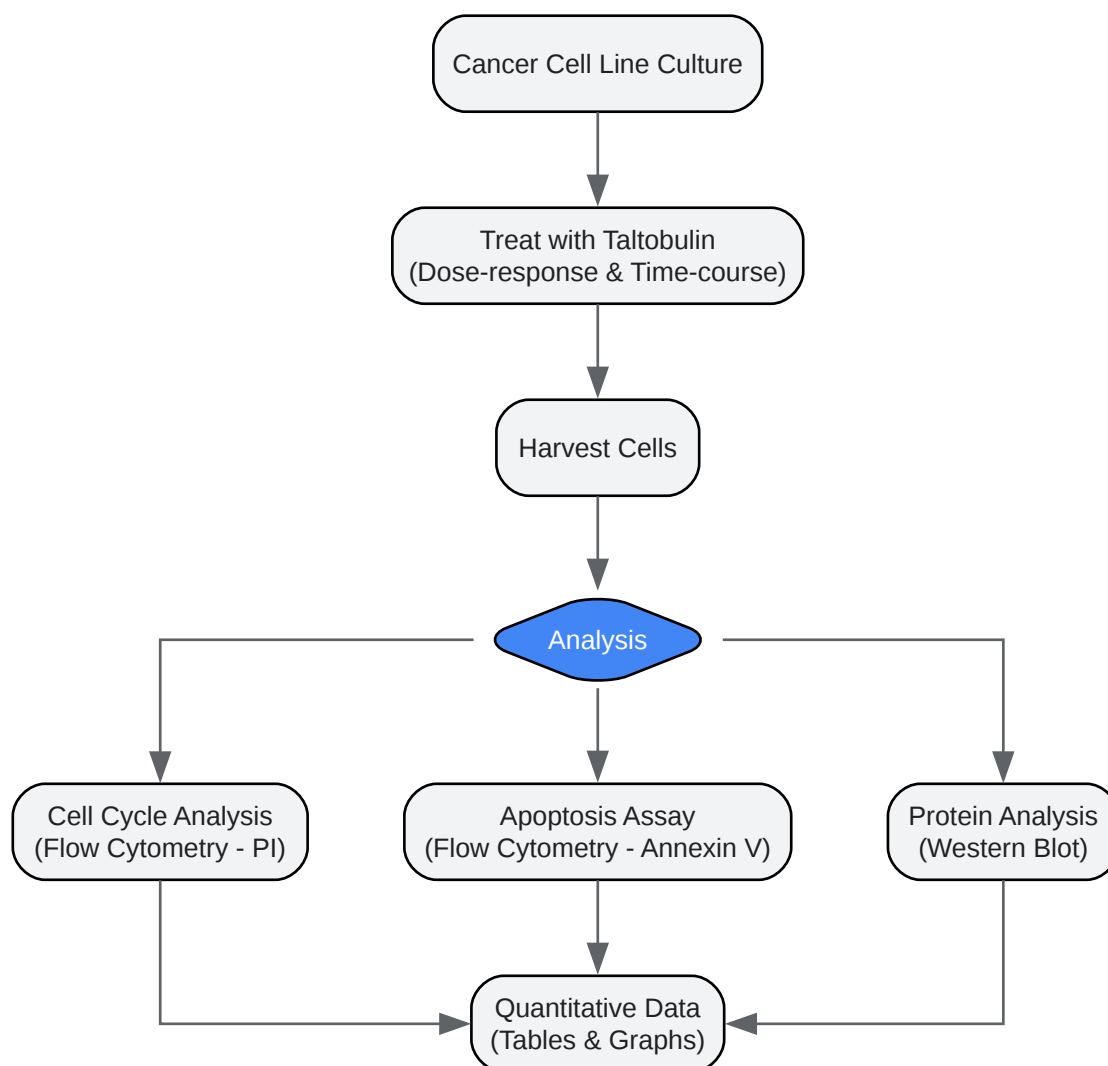 Cancer Cell Line Culture
Treat with Taltobulin
(Dose-response & Time-course)
Harvest Cells
Analysis
Cell Cycle Analysis
(Flow Cytometry - PI)
Apoptosis Assay
(Flow Cytometry - Annexin V)
Protein Analysis
(Western Blot)
Quantitative Data
(Tables & Graphs)